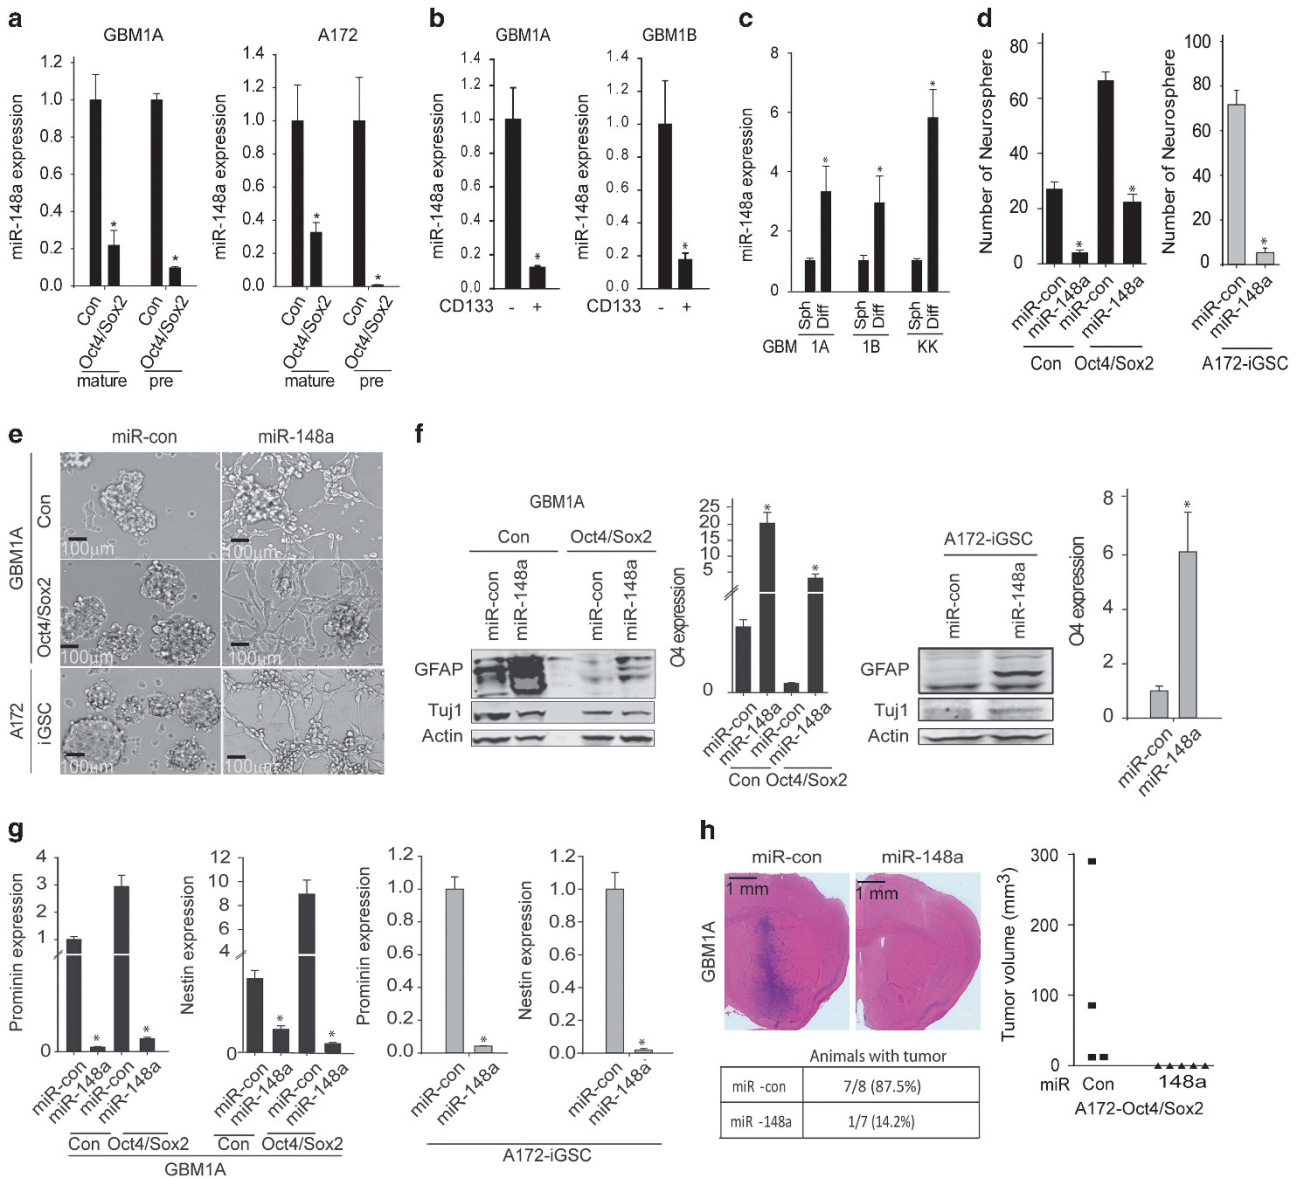 a
GBM1A
miR-148a expression
1.2
1.0
0.8
0.6
0.4
0.2
0.0
*
*
Con
Oct4/Sox2
Con
Oct4/Sox2
mature
pre
A172
miR-148a expression
1.4
1.2
1.0
0.8
0.6
0.4
0.2
0.0
*
*
Con
Oct4/Sox2
Con
Oct4/Sox2
mature
pre
b
GBM1A
miR-148a expression
1.4
1.2
1.0
0.8
0.6
0.4
0.2
0.0
*
CD133 - +
GBM1B
miR-148a expression
1.4
1.2
1.0
0.8
0.6
0.4
0.2
0.0
*
CD133 - +
c
miR-148a expression
8
6
4
2
0
*
*
*
Sph
Diff
Sph
Diff
Sph
Diff
GBM 1A 1B KK
d
Number of Neurosphere
80
60
40
20
0
*
*
miR-con
miR-148a
miR-con
miR-148a
Con Oct4/Sox2
Number of Neurosphere
100
80
60
40
20
0
*
miR-con
miR-148a
A172-iGSC
e
miR-con miR-148a
GBM1A
Con
100μm 100μm
Oct4/Sox2
100μm 100μm
A172
iGSC
100μm 100μm
f
GBM1A
Con Oct4/Sox2
miR-con
miR-148a
miR-con
miR-148a
GFAP
Tuj1
Actin
O4 expression
25
20
15
10
5
0
*
*
miR-con
miR-148a
miR-con
miR-148a
Con Oct4/Sox2
A172-iGSC
miR-con
miR-148a
GFAP
Tuj1
Actin
O4 expression
8
6
4
2
0
*
miR-con
miR-148a
g
Prominin expression
4
3
2
1
0
*
*
miR-con
miR-148a
miR-con
miR-148a
Con Oct4/Sox2
Nestin expression
12
10
8
6
4
0
*
*
miR-con
miR-148a
miR-con
miR-148a
Con Oct4/Sox2
GBM1A
Prominin expression
1.2
1.0
0.8
0.6
0.4
0.2
0.0
*
miR-con
miR-148a
Nestin expression
1.2
1.0
0.8
0.6
0.4
0.2
0.0
*
miR-con
miR-148a
A172-iGSC
h
miR-con miR-148a
GBM1A
1 mm 1 mm
Animals with tumor
miR -con 7/8 (87.5%)
miR -148a 1/7 (14.2%)
Tumor volume (mm3)
300
200
100
0
miR Con 148a
A172-Oct4/Sox2